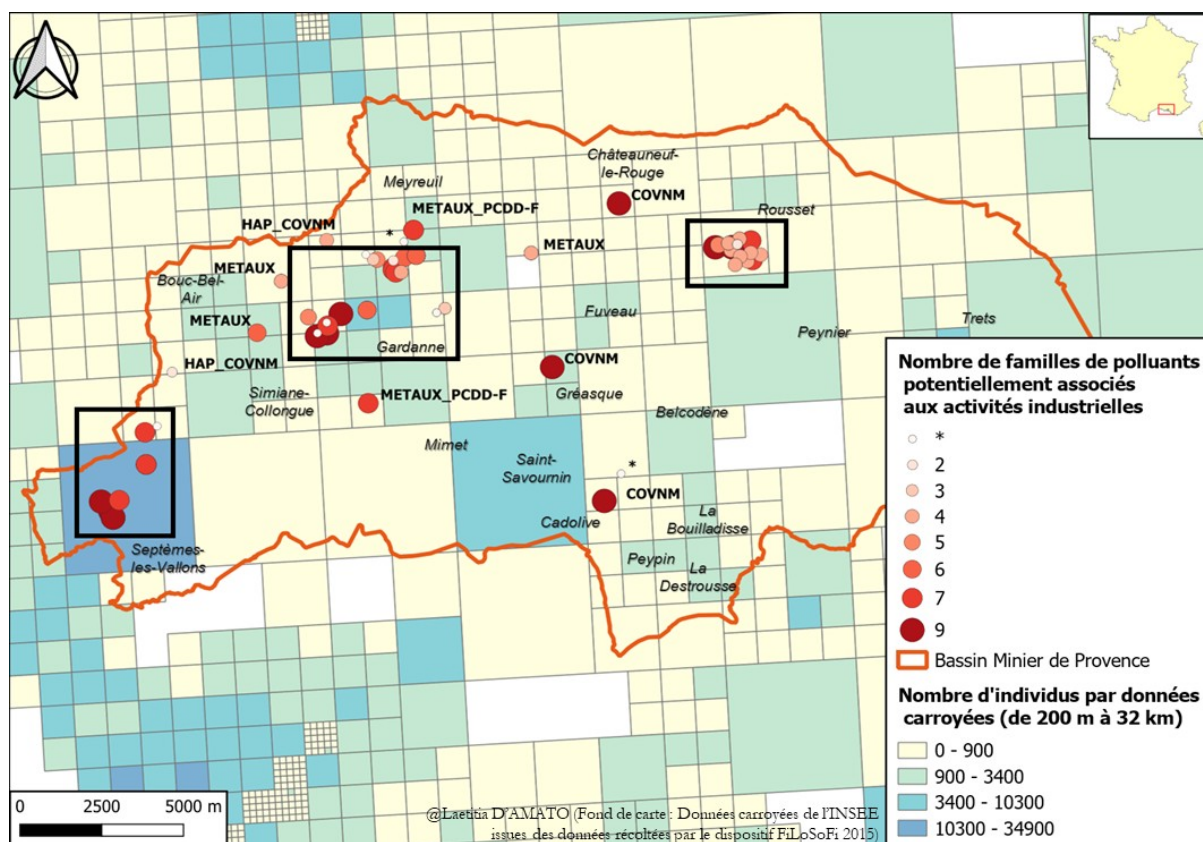 Châteauneuf-
le-Rouge
Meyreuil
COVNM
METAUX_PCDD-F
Rousset
HAP_COVNM
*
METAUX
METAUX
Bouc-Bel-
Air
METAUX
Fuveau
Trets
Peynier
Gardanne
HAP_COVNM
COVNM
Simiane-
Collongue
METAUX_PCDD-F
Gréasque
Belcodène
Mimet
Saint-
Savournin
*
COVNM
Cadolive
La
Bouilladisse
Septèmes-
les-Vallons
Peypin
La
Destrousse
Nombre de familles de polluants
potentiellement associés
aux activités industrielles
*
2
3
4
5
6
7
9
Bassin Minier de Provence
Nombre d'individus par données
carroyées (de 200 m à 32 km)
0 - 900
900 - 3400
3400 - 10300
10300 - 34900
0 2500 5000 m
@Laetitia D'AMATO (Fond de carte : Données carroyées de l'INSEE
issues des données récoltées par le dispositif FiLoSoFi 2015)